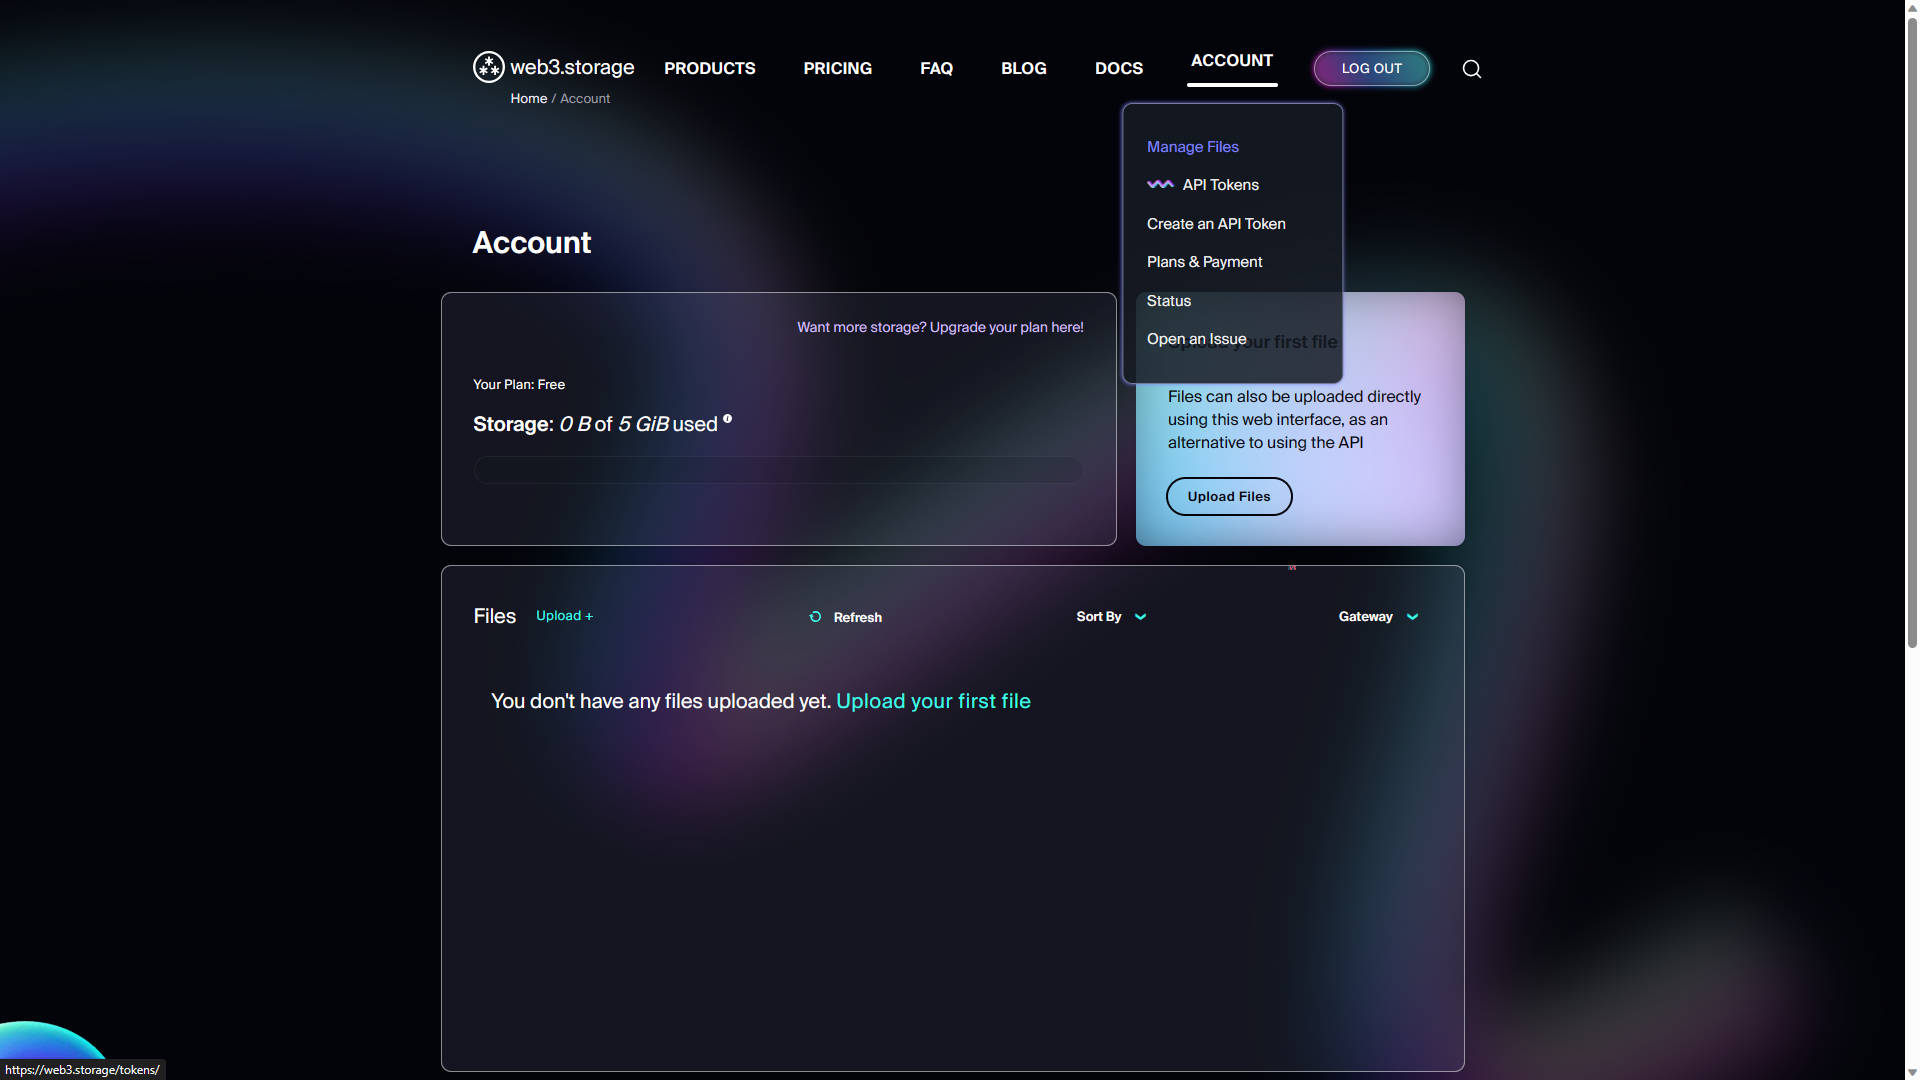 web3.storage
PRODUCTS
PRICING
FAQ
BLOG
DOCS
ACCOUNT
LOG OUT
Home / Account
Manage Files
API Tokens
Create an API Token
Plans & Payment
Status
Open an Issue
Account
Want more storage? Upgrade your plan here!
Your Plan: Free
Storage: 0 B of 5 GiB used
Upload your first file
Files can also be uploaded directly
using this web interface, as an
alternative to using the API
Upload Files
Files
Upload +
Refresh
Sort By
Gateway
You don't have any files uploaded yet. Upload your first file
https://web3.storage/tokens/